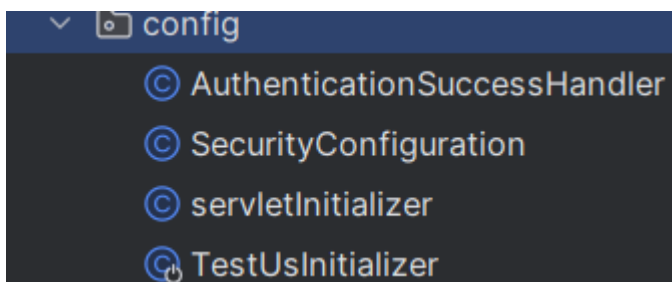 config
AuthenticationSuccessHandler
SecurityConfiguration
servletInitializer
TestUsInitializer